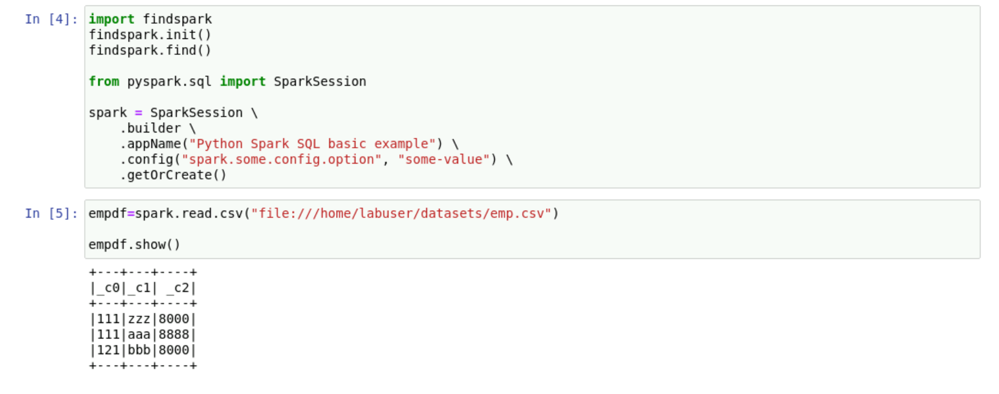 In [4]: import findspark
findspark.init()
findspark.find()
from pyspark.sql import SparkSession
spark = SparkSession \
    .builder \
    .appName("Python Spark SQL basic example") \
    .config("spark.some.config.option", "some-value") \
    .getOrCreate()
In [5]: empdf=spark.read.csv("file:///home/labuser/datasets/emp.csv")
empdf.show()
+---+---+----+
|_c0|_c1| _c2|
+---+---+----+
|111|zzz|8000|
|111|aaa|8888|
|121|bbb|8000|
+---+---+----+